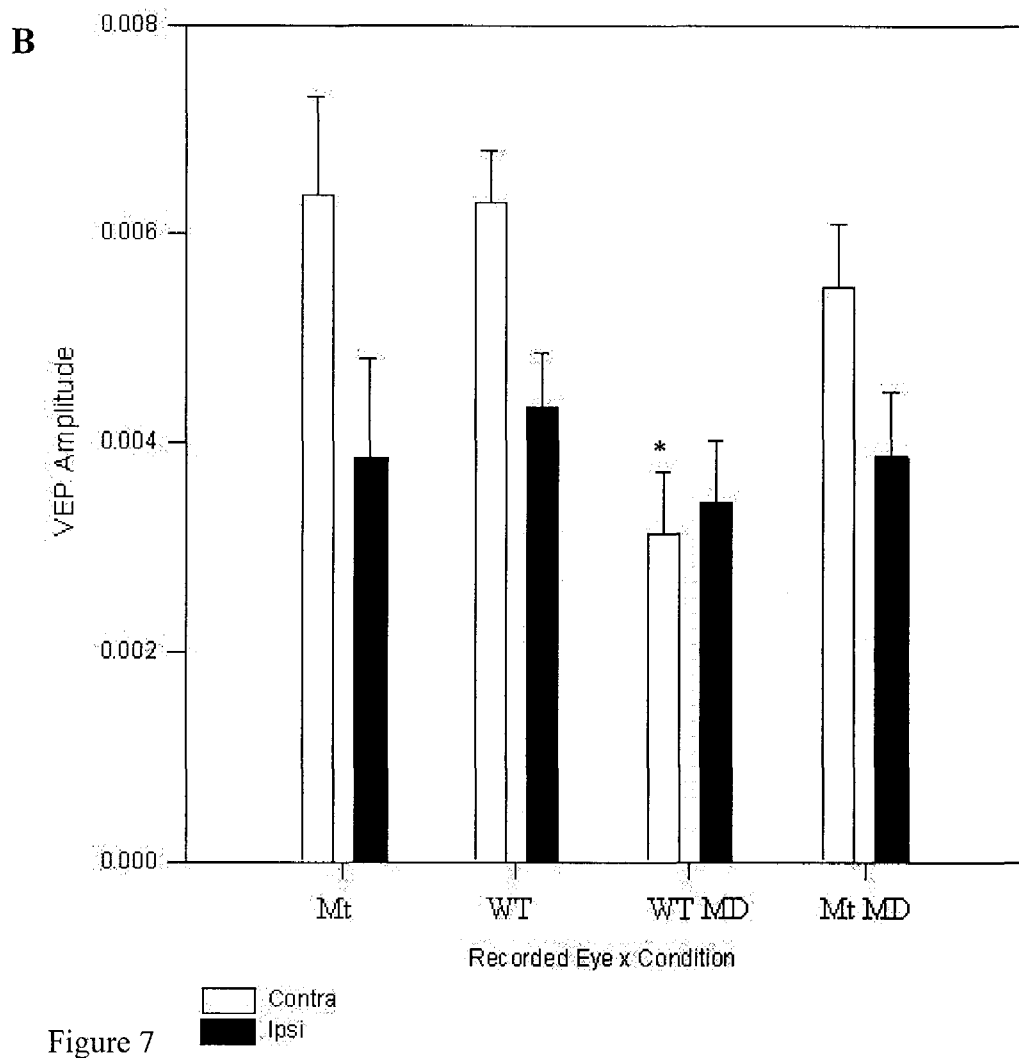 B
0.008
0.006
0.004
0.002
0.000
VEP Amplitude
*
Mt
WT
WT MD
Mt MD
Recorded Eye x Condition
Contra
Ipsi
Figure 7